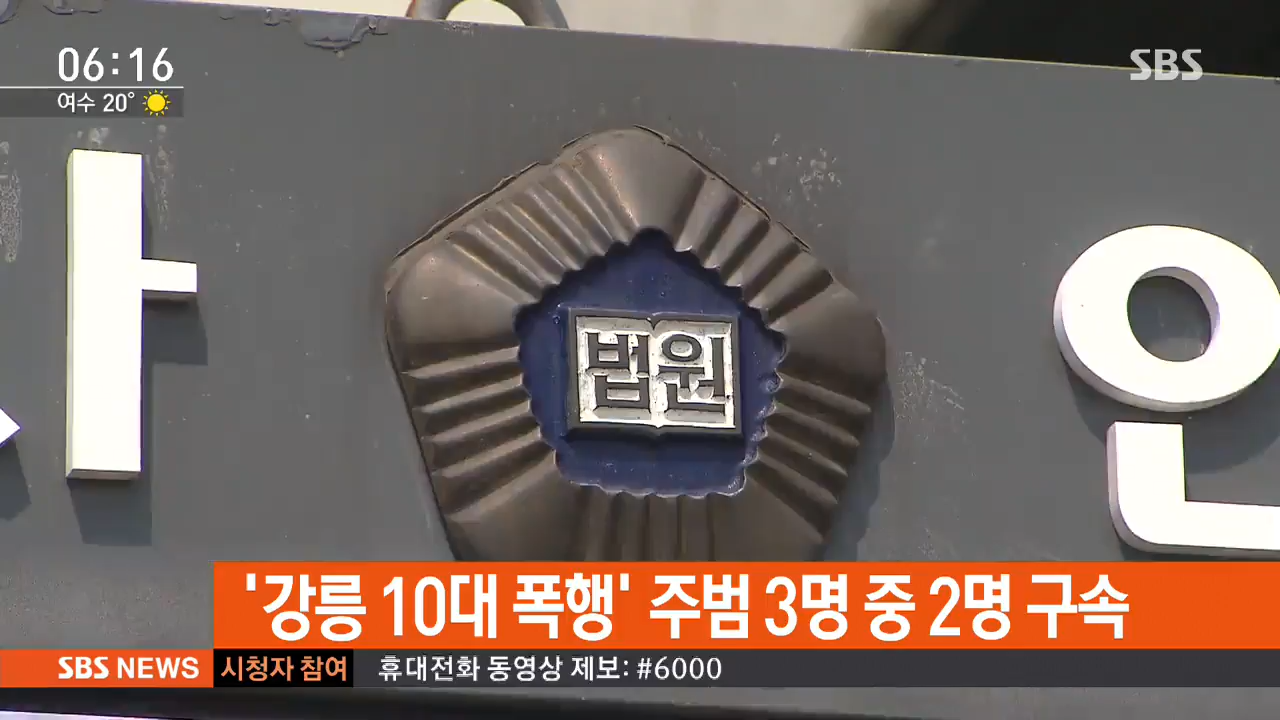 06:16
SBS
여수 20°
법원
'강릉 10대 폭행' 주범 3명 중 2명 구속
SBS NEWS 시청자 참여 휴대전화 동영상 제보: #6000